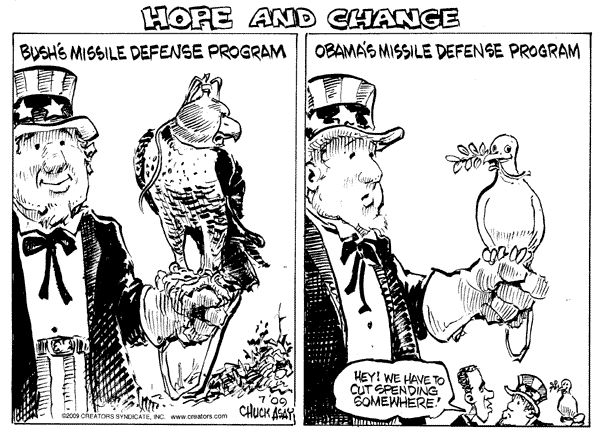 HOPE AND CHANGE
BUSH'S MISSILE DEFENSE PROGRAM
7 '09
©2009 CREATORS SYNDICATE, INC. www.creators.com
CHUCK ASAY
OBAMA'S MISSILE DEFENSE PROGRAM
HEY! WE HAVE TO
CUT SPENDING
SOMEWHERE!